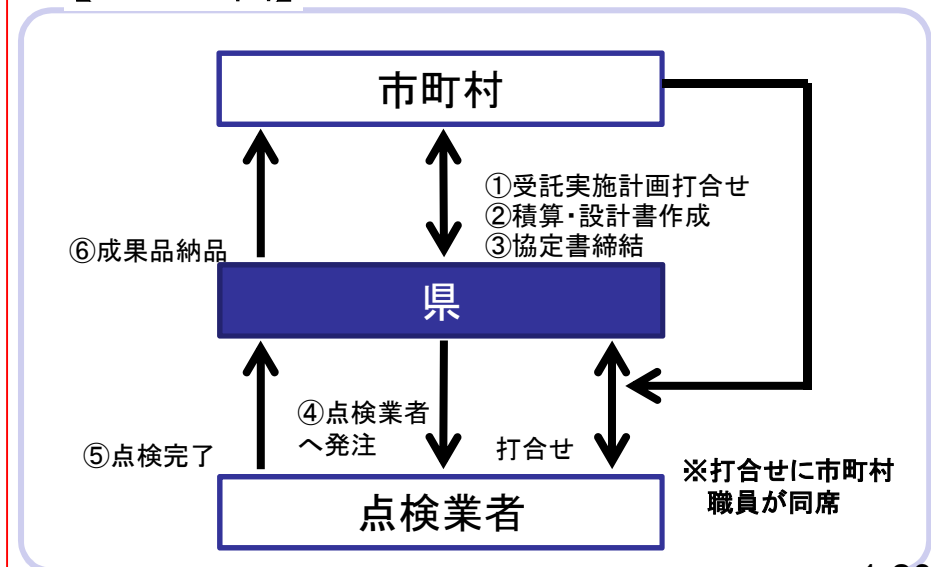 市町村
①受託実施計画打合せ
②積算・設計書作成
③協定書締結
⑥成果品納品
県
④点検業者
へ発注
⑤点検完了
打合せ
※打合せに市町村
職員が同席
点検業者